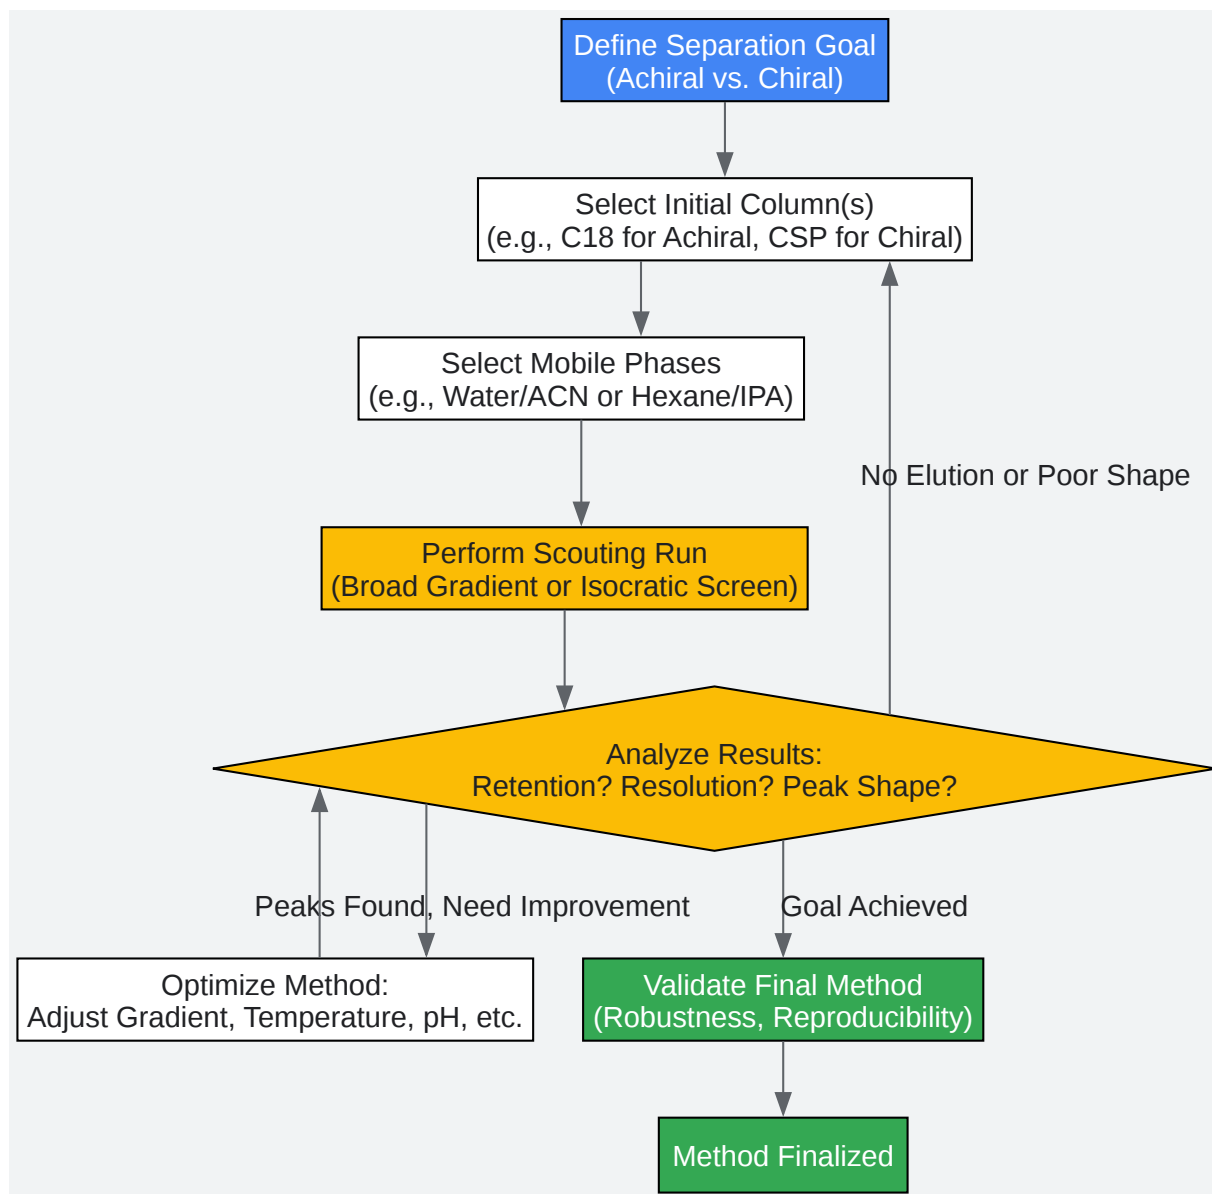 Define Separation Goal
(Achiral vs. Chiral)
Select Initial Column(s)
(e.g., C18 for Achiral, CSP for Chiral)
Select Mobile Phases
(e.g., Water/ACN or Hexane/IPA)
No Elution or Poor Shape
Perform Scouting Run
(Broad Gradient or Isocratic Screen)
Analyze Results:
Retention? Resolution? Peak Shape?
Peaks Found, Need Improvement
Goal Achieved
Optimize Method:
Adjust Gradient, Temperature, pH, etc.
Validate Final Method
(Robustness, Reproducibility)
Method Finalized